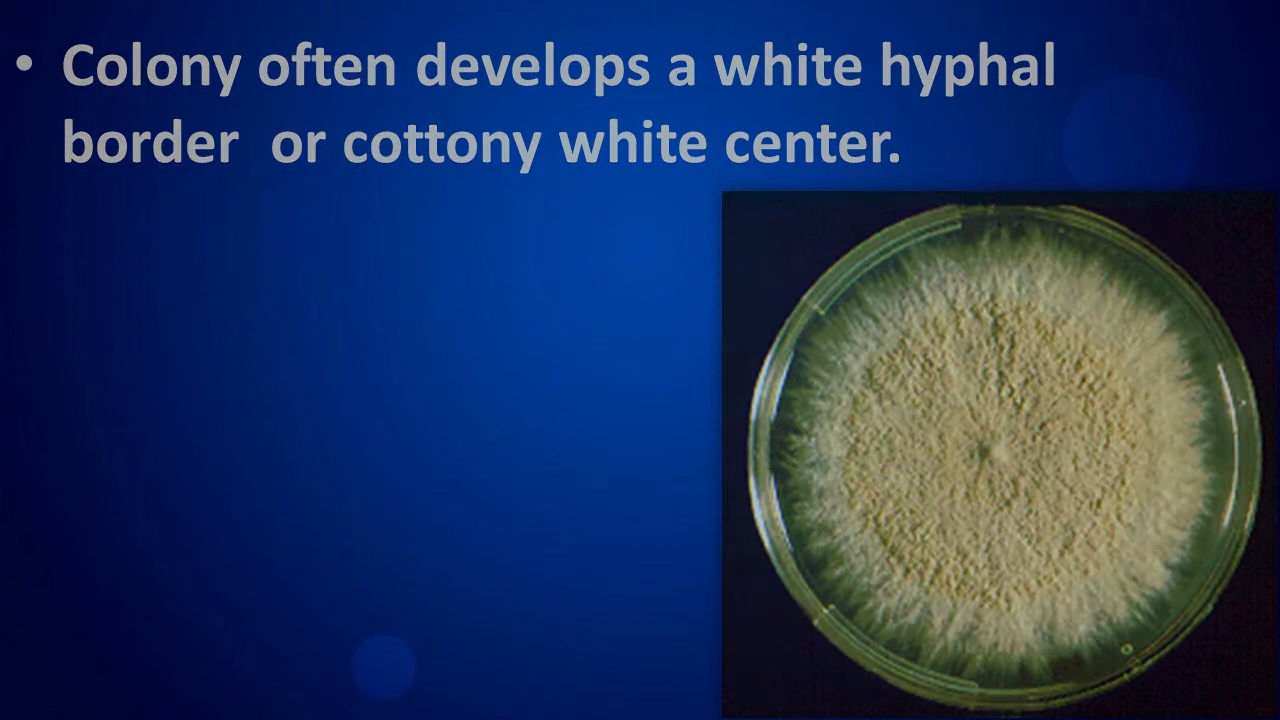 • Colony often develops a white hyphal
border  or cottony white center.